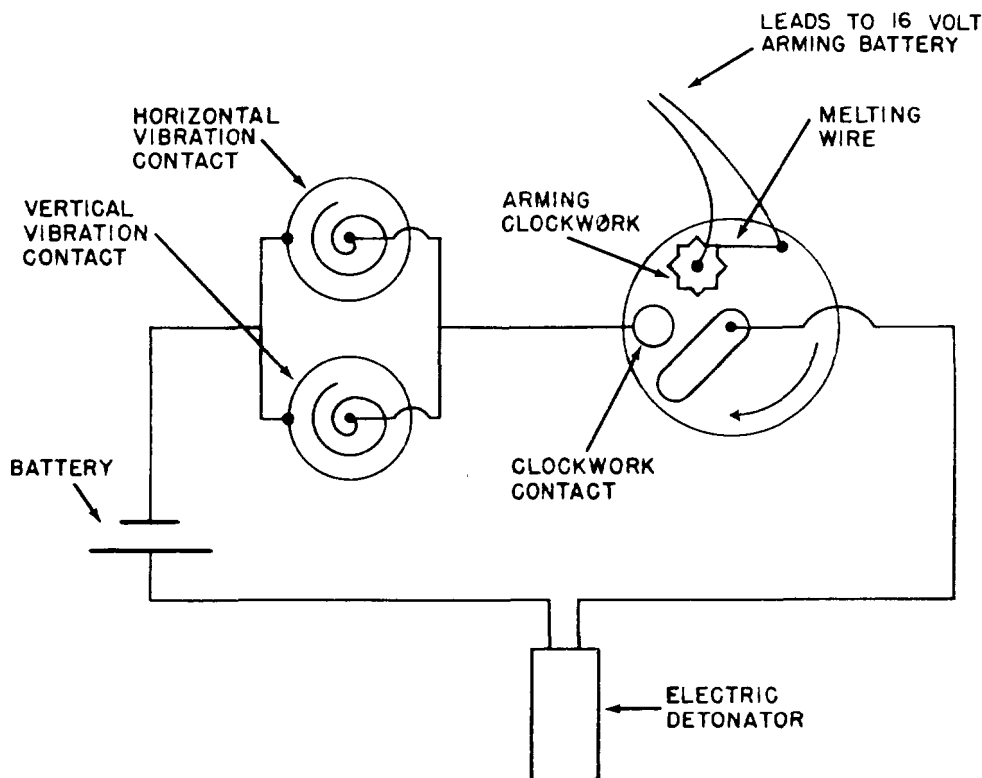 LEADS TO 16 VOLT
ARMING BATTERY
HORIZONTAL
VIBRATION
CONTACT
MELTING
WIRE
VERTICAL
VIBRATION
CONTACT
ARMING
CLOCKWØRK
BATTERY
CLOCKWORK
CONTACT
ELECTRIC
DETONATOR